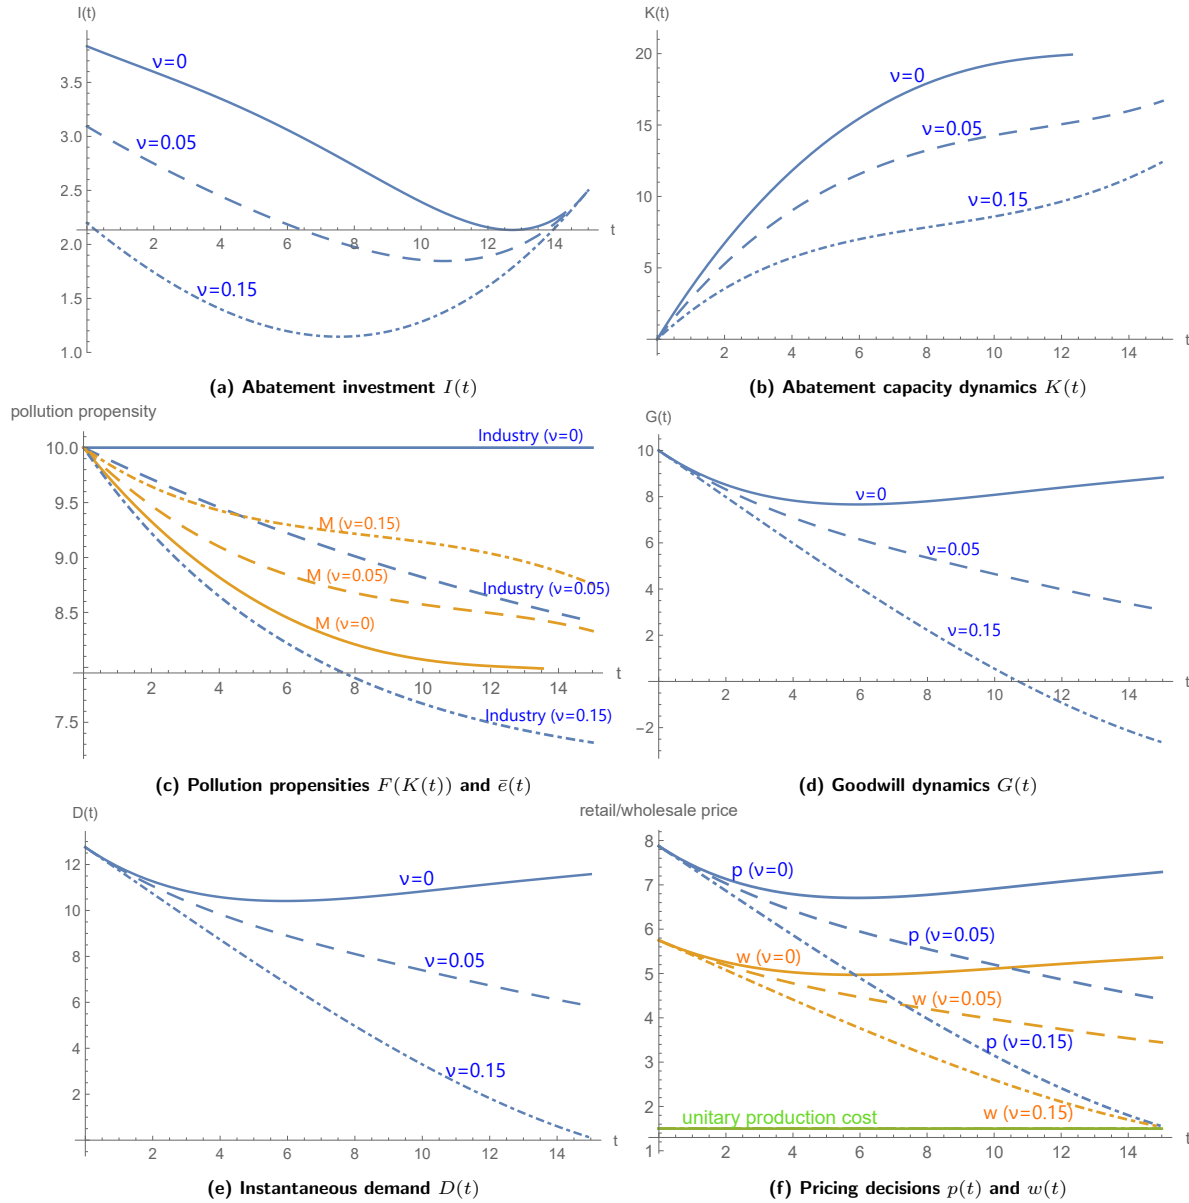 I(t)
3.5
3.0
2.5
2.0
1.5
1.0
2 4 6 8 10 12 14 t
ν=0
ν=0.05
ν=0.15
(a) Abatement investment I(t)
K(t)
20
15
10
5
2 4 6 8 10 12 14 t
ν=0
ν=0.05
ν=0.15
(b) Abatement capacity dynamics K(t)
pollution propensity
10.0
9.5
9.0
8.5
7.5
2 4 6 8 10 12 14 t
Industry (ν=0)
M (ν=0.15)
M (ν=0.05)
Industry (ν=0.05)
M (ν=0)
Industry (ν=0.15)
(c) Pollution propensities F(K(t)) and ē(t)
G(t)
10
8
6
4
2
−2
2 4 6 8 10 12 14 t
ν=0
ν=0.05
ν=0.15
(d) Goodwill dynamics G(t)
D(t)
12
10
8
6
4
2
2 4 6 8 10 12 14 t
ν=0
ν=0.05
ν=0.15
(e) Instantaneous demand D(t)
retail/wholesale price
8
7
6
5
4
3
2
1
2 4 6 8 10 12 14 t
p (ν=0)
p (ν=0.05)
w (ν=0)
w (ν=0.05)
p (ν=0.15)
w (ν=0.15)
unitary production cost
(f) Pricing decisions p(t) and w(t)